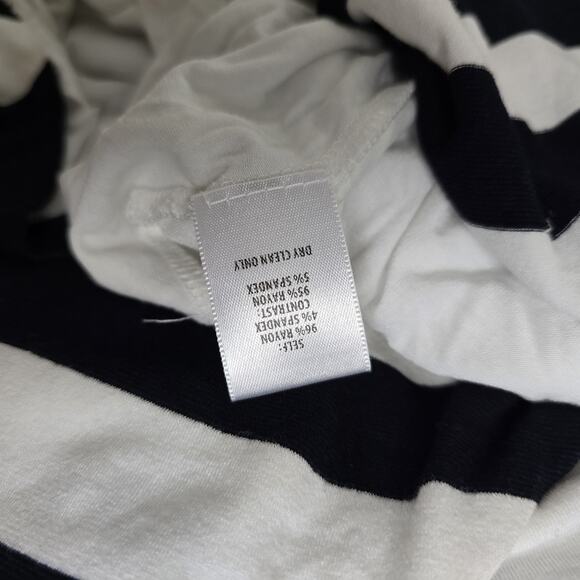 SELF:
96% RAYON
4% SPANDEX
CONTRAST:
95% RAYON
5% SPANDEX
DRY CLEAN ONLY